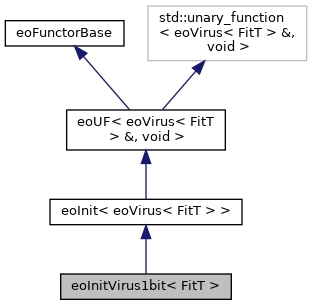 eoFunctorBase
std::unary_function
< eoVirus< FitT > &,
void >
eoUF< eoVirus< FitT
> &, void >
eoInit< eoVirus< FitT > >
eoInitVirus1bit< FitT >